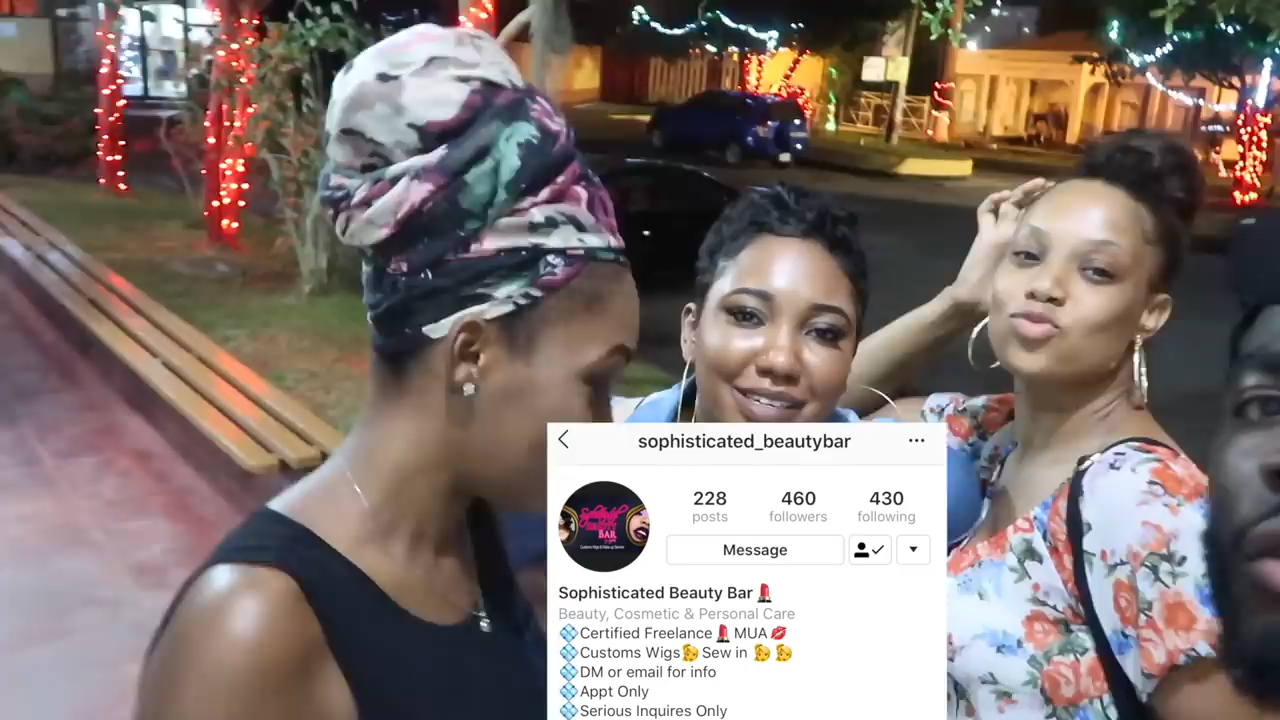 sophisticated_beautybar
228
460
430
posts
followers
following
BAR
Message
Sophisticated Beauty Bar💄
Beauty, Cosmetic & Personal Care
💠Certified Freelance💄MUA💋
💠Customs Wigs💁Sew in 💁💁
💠DM or email for info
💠Appt Only
💠Serious Inquires Only